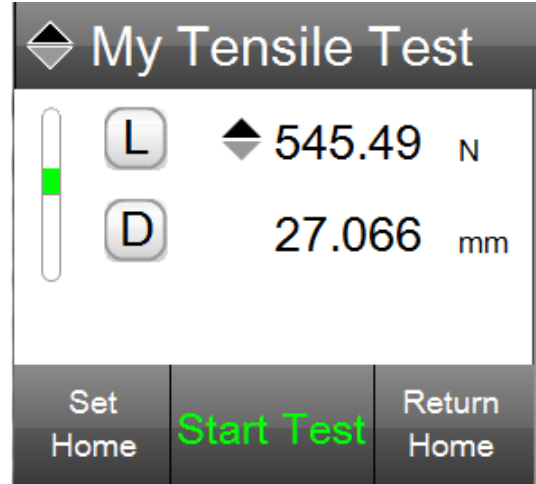 My Tensile Test
L 545.49 N
D 27.066 mm
Set Home
Start Test
Return Home